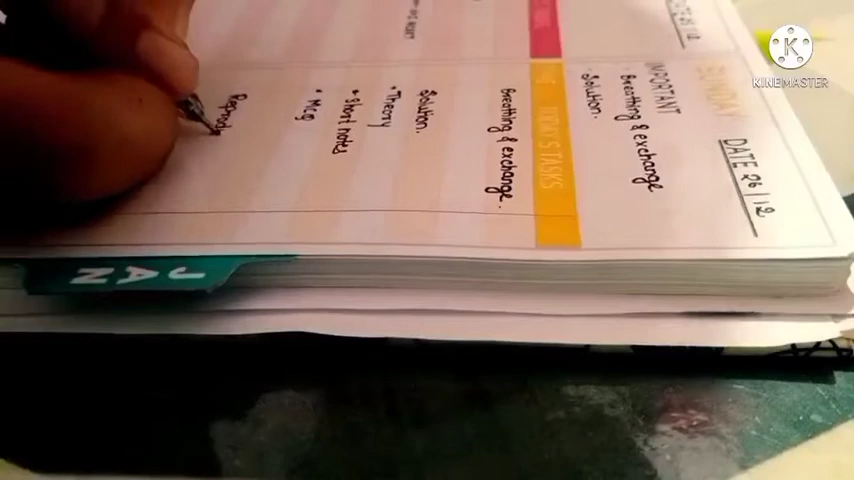 SUNDAY
DATE 26/12
IMPORTANT
• Breathing & exchange
• Solution.
TODAY'S TASKS
Breathing & exchange.
Solution.
• Theory
• Short notes
• Mcq
JAN
KINEMASTER